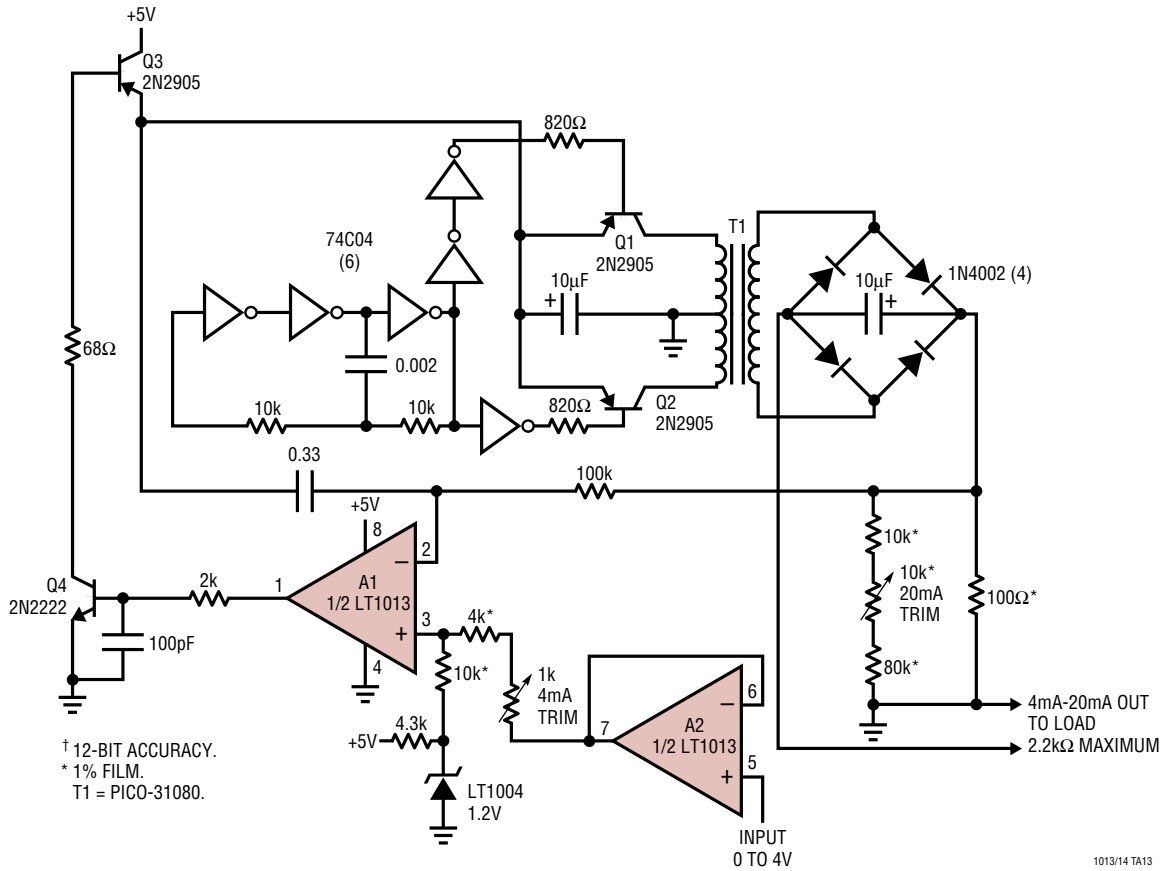 +5V
Q3
2N2905
820Ω
Q1
2N2905
T1
74C04
(6)
10µF
+
10µF
+
1N4002 (4)
68Ω
0.002
10k
10k
820Ω
Q2
2N2905
0.33
100k
+5V
8
2
−
A1
1/2 LT1013
1
3
+
4
2k
Q4
2N2222
100pF
4k*
10k*
1k
4mA
TRIM
10k*
10k*
20mA
TRIM
80k*
100Ω*
6
−
A2
1/2 LT1013
7
5
+
4.3k
+5V
LT1004
1.2V
INPUT
0 TO 4V
4mA-20mA OUT
TO LOAD
2.2kΩ MAXIMUM
† 12-BIT ACCURACY.
* 1% FILM.
T1 = PICO-31080.
1013/14 TA13